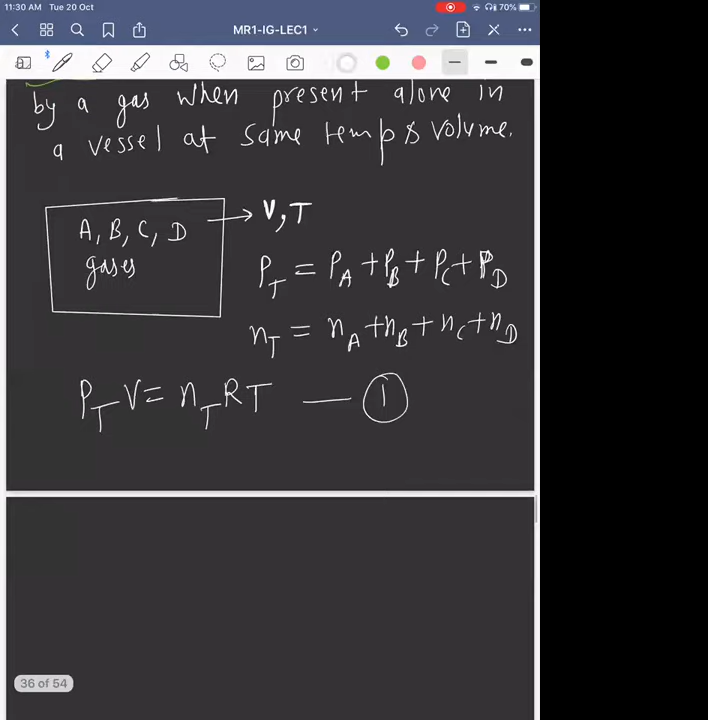 11:30 AM Tue 20 Oct
70%
MR1-IG-LEC1
by a gas when present alone in
a vessel at same temp & volume.
A, B, C, D → V, T
gases
P_T = P_A + P_B + P_C + P_D
n_T = n_A + n_B + n_C + n_D
P_T V = n_T RT — ①
36 of 54